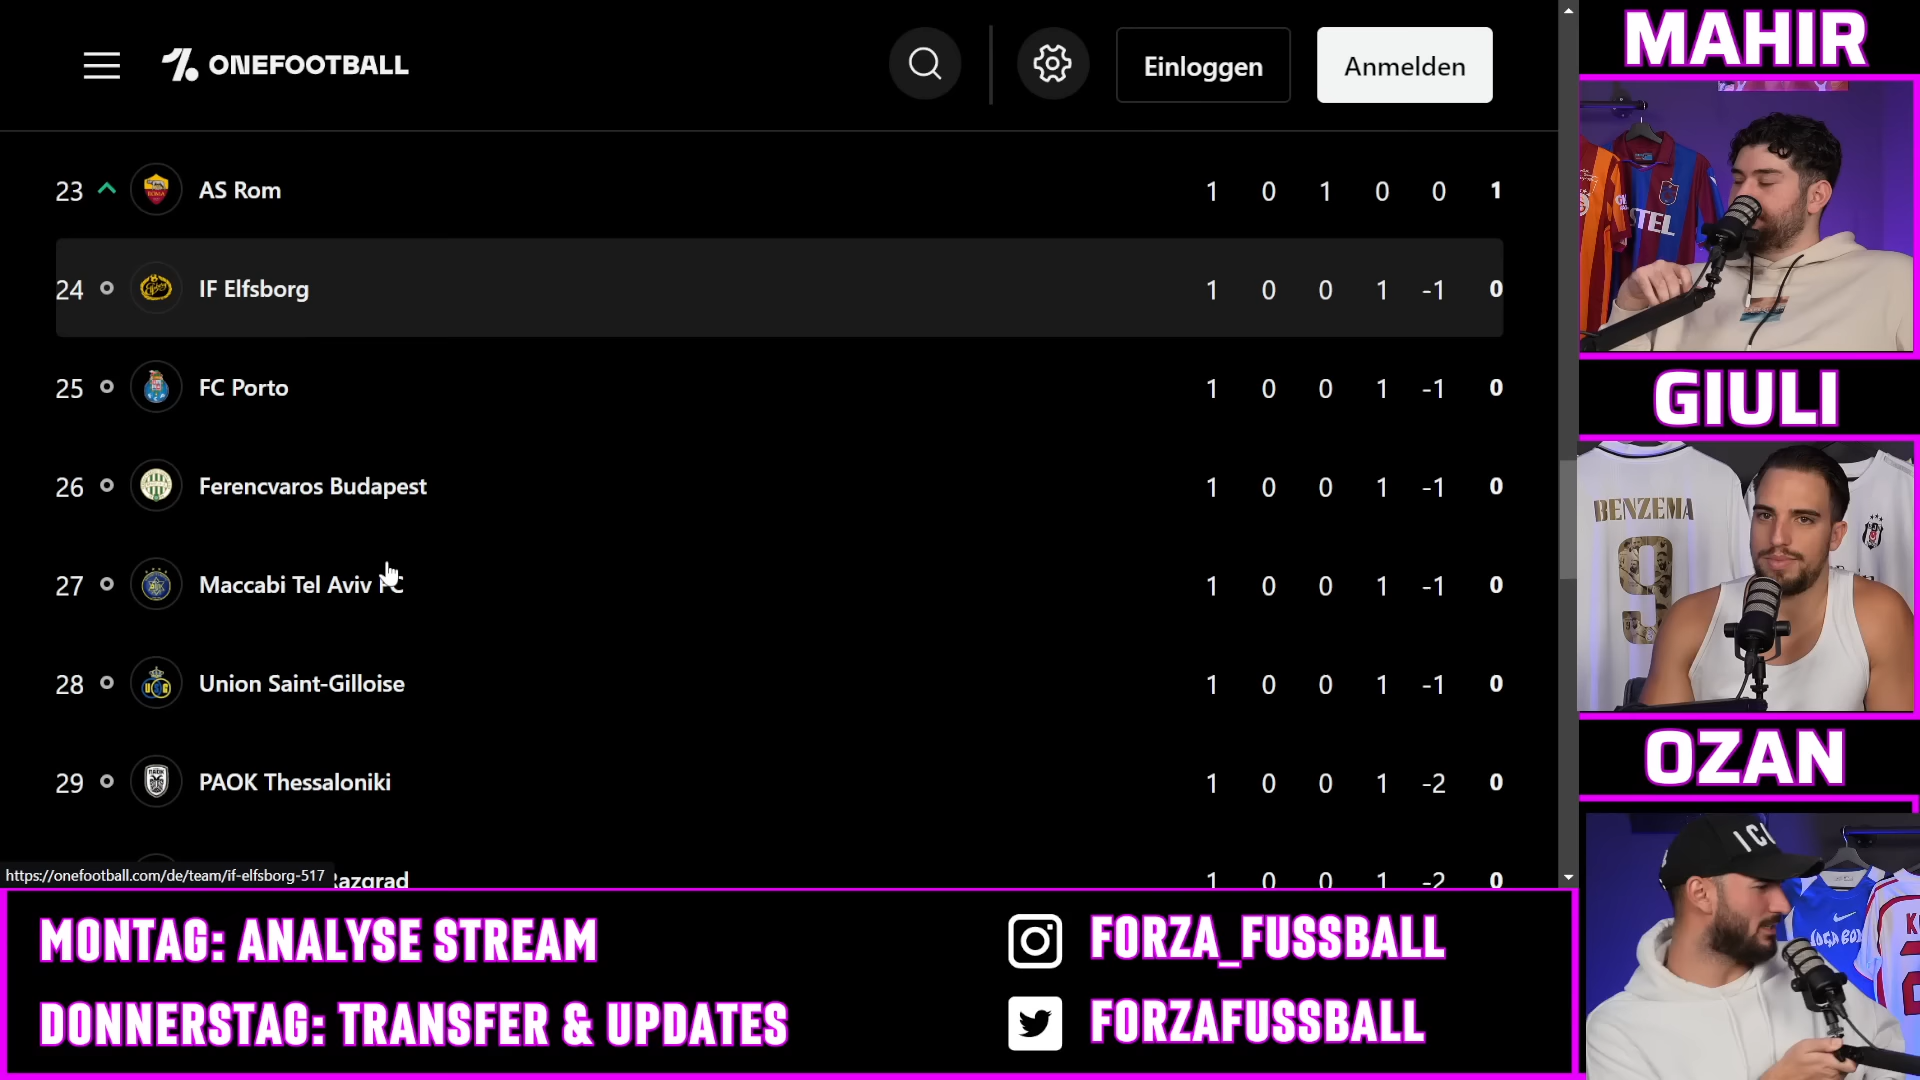 ONEFOOTBALL
Einloggen
Anmelden
23 AS Rom 1 0 1 0 0 1
24 IF Elfsborg 1 0 0 1 -1 0
25 FC Porto 1 0 0 1 -1 0
26 Ferencvaros Budapest 1 0 0 1 -1 0
27 Maccabi Tel Aviv FC 1 0 0 1 -1 0
28 Union Saint-Gilloise 1 0 0 1 -1 0
29 PAOK Thessaloniki 1 0 0 1 -2 0
Razgrad 1 0 0 1 -2 0
https://onefootball.com/de/team/if-elfsborg-517
MONTAG: ANALYSE STREAM
DONNERSTAG: TRANSFER & UPDATES
FORZA_FUSSBALL
FORZAFUSSBALL
MAHIR
GIULI
BENZEMA
9
OZAN